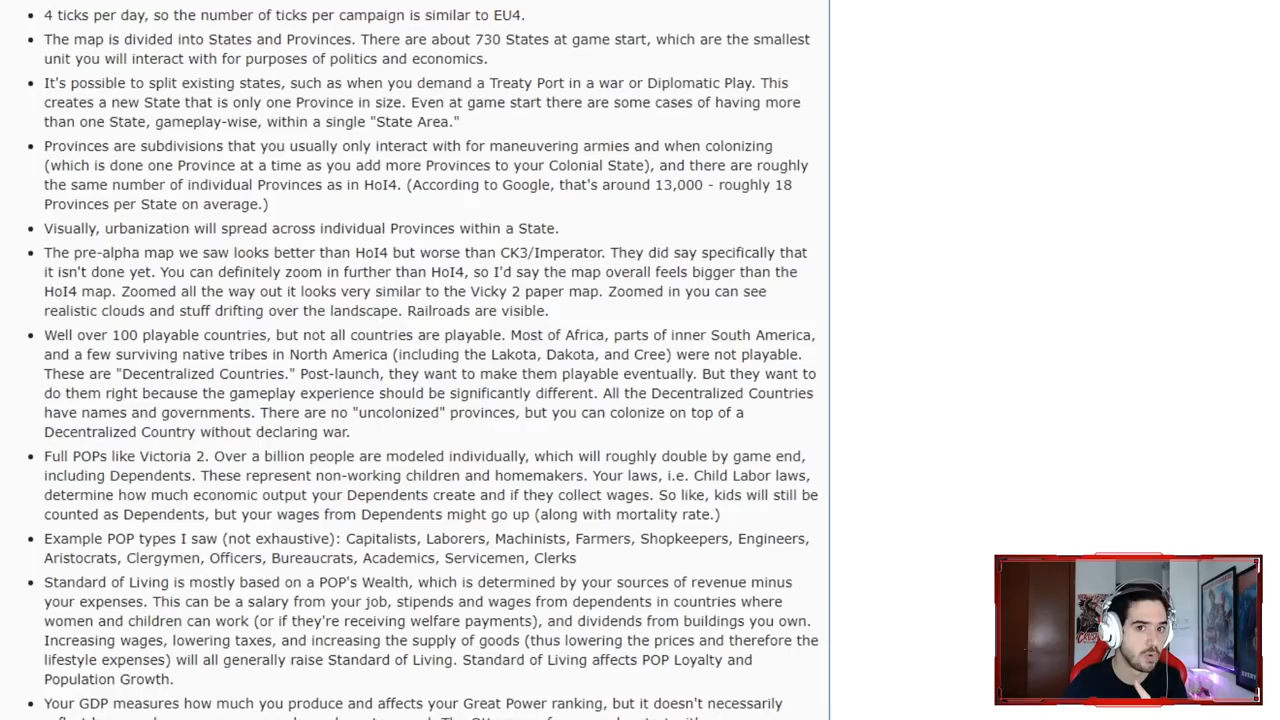 4 ticks per day, so the number of ticks per campaign is similar to EU4.
The map is divided into States and Provinces. There are about 730 States at game start, which are the smallest
unit you will interact with for purposes of politics and economics.
It's possible to split existing states, such as when you demand a Treaty Port in a war or Diplomatic Play. This
creates a new State that is only one Province in size. Even at game start there are some cases of having more
than one State, gameplay-wise, within a single "State Area."
Provinces are subdivisions that you usually only interact with for maneuvering armies and when colonizing
(which is done one Province at a time as you add more Provinces to your Colonial State), and there are roughly
the same number of individual Provinces as in HoI4. (According to Google, that's around 13,000 - roughly 18
Provinces per State on average.)
Visually, urbanization will spread across individual Provinces within a State.
The pre-alpha map we saw looks better than HoI4 but worse than CK3/Imperator. They did say specifically that
it isn't done yet. You can definitely zoom in further than HoI4, so I'd say the map overall feels bigger than the
HoI4 map. Zoomed all the way out it looks very similar to the Vicky 2 paper map. Zoomed in you can see
realistic clouds and stuff drifting over the landscape. Railroads are visible.
Well over 100 playable countries, but not all countries are playable. Most of Africa, parts of inner South America,
and a few surviving native tribes in North America (including the Lakota, Dakota, and Cree) were not playable.
These are "Decentralized Countries." Post-launch, they want to make them playable eventually. But they want to
do them right because the gameplay experience should be significantly different. All the Decentralized Countries
have names and governments. There are no "uncolonized" provinces, but you can colonize on top of a
Decentralized Country without declaring war.
Full POPs like Victoria 2. Over a billion people are modeled individually, which will roughly double by game end,
including Dependents. These represent non-working children and homemakers. Your laws, i.e. Child Labor laws,
determine how much economic output your Dependents create and if they collect wages. So like, kids will still be
counted as Dependents, but your wages from Dependents might go up (along with mortality rate.)
Example POP types I saw (not exhaustive): Capitalists, Laborers, Machinists, Farmers, Shopkeepers, Engineers,
Aristocrats, Clergymen, Officers, Bureaucrats, Academics, Servicemen, Clerks
Standard of Living is mostly based on a POP's Wealth, which is determined by your sources of revenue minus
your expenses. This can be a salary from your job, stipends and wages from dependents in countries where
women and children can work (or if they're receiving welfare payments), and dividends from buildings you own.
Increasing wages, lowering taxes, and increasing the supply of goods (thus lowering the prices and therefore the
lifestyle expenses) will all generally raise Standard of Living. Standard of Living affects POP Loyalty and
Population Growth.
Your GDP measures how much you produce and affects your Great Power ranking, but it doesn't necessarily